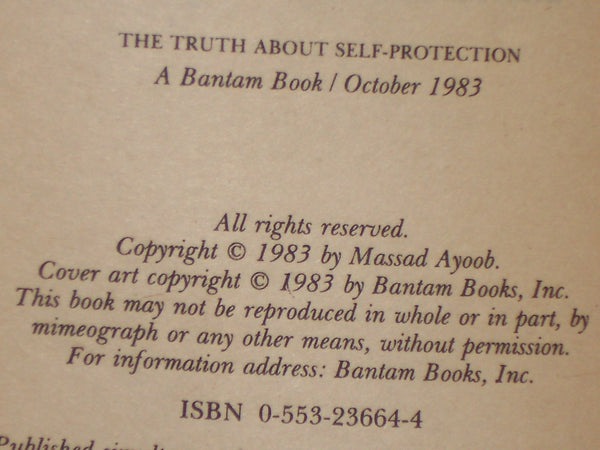 THE TRUTH ABOUT SELF-PROTECTION
A Bantam Book / October 1983
All rights reserved.
Copyright © 1983 by Massad Ayoob.
Cover art copyright © 1983 by Bantam Books, Inc.
This book may not be reproduced in whole or in part, by
mimeograph or any other means, without permission.
For information address: Bantam Books, Inc.
ISBN 0-553-23664-4
Published